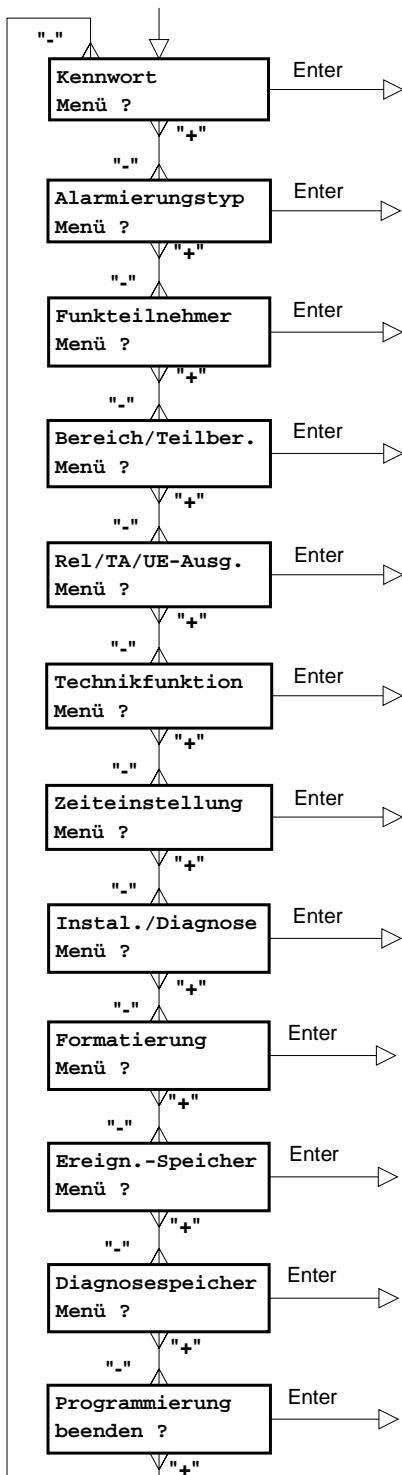 "-"
Kennwort
Menü ?
Enter
"+"
"-"
Alarmierungstyp
Menü ?
Enter
"+"
"-"
Funkteilnehmer
Menü ?
Enter
"+"
"-"
Bereich/Teilber.
Menü ?
Enter
"+"
"-"
Rel/TA/UE-Ausg.
Menü ?
Enter
"+"
"-"
Technikfunktion
Menü ?
Enter
"+"
"-"
Zeiteinstellung
Menü ?
Enter
"+"
"-"
Instal./Diagnose
Menü ?
Enter
"+"
"-"
Formatierung
Menü ?
Enter
"+"
"-"
Ereign.-Speicher
Menü ?
Enter
"+"
"-"
Diagnosespeicher
Menü ?
Enter
"+"
"-"
Programmierung
beenden ?
Enter
"+"